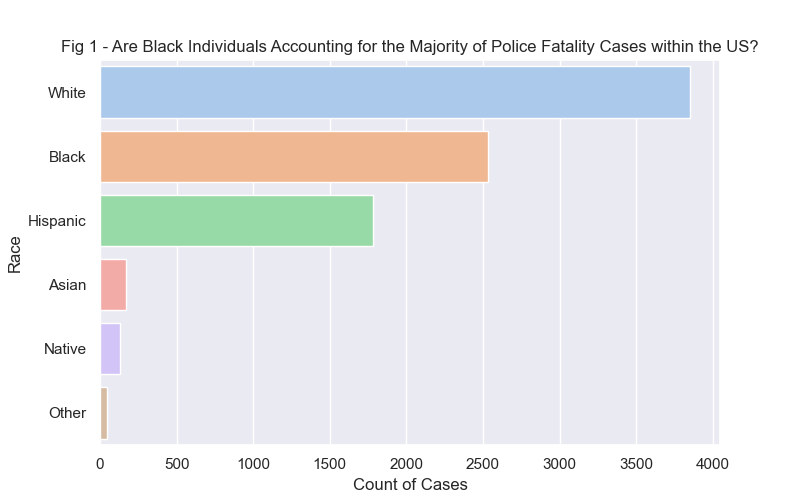 Fig 1 - Are Black Individuals Accounting for the Majority of Police Fatality Cases within the US?
White
Black
Hispanic
Asian
Native
Other
Race
0 500 1000 1500 2000 2500 3000 3500 4000
Count of Cases